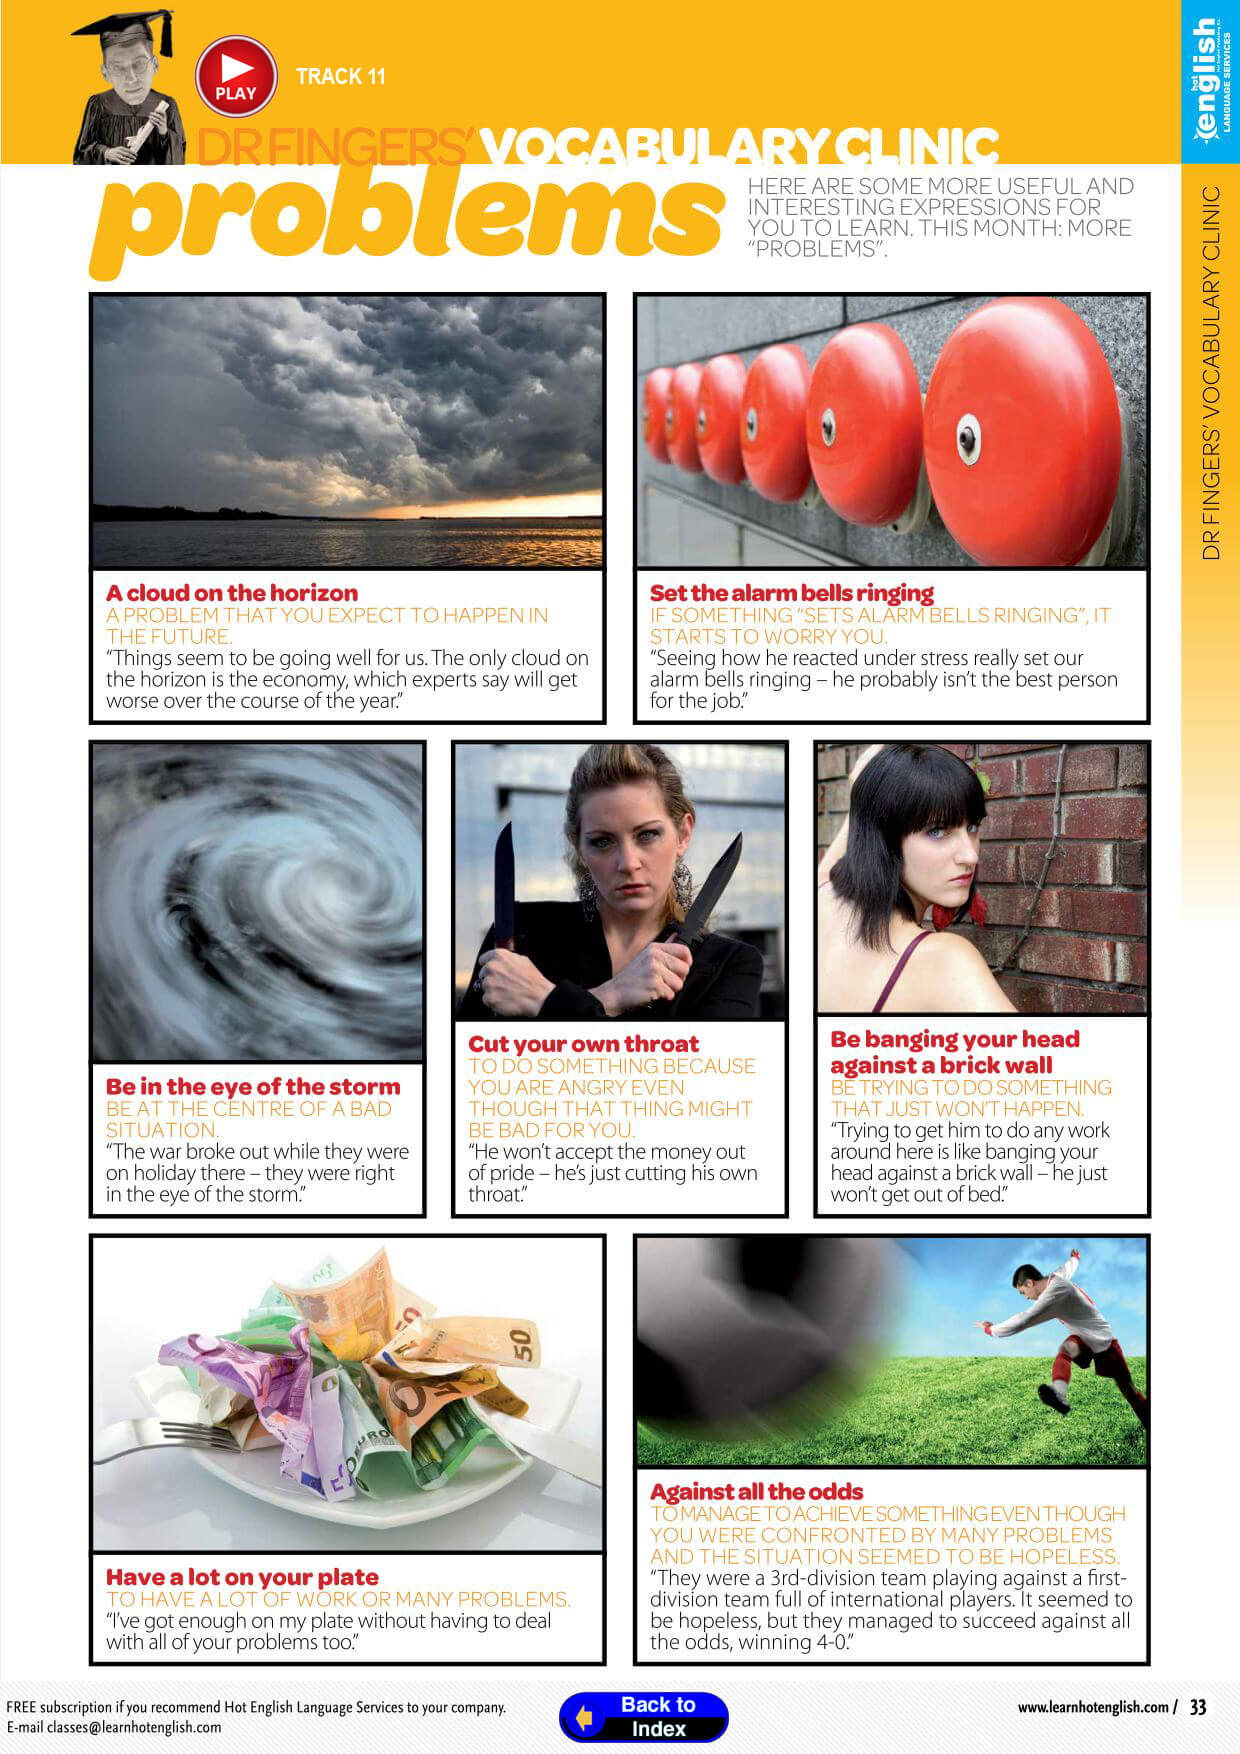 PLAY
TRACK 11
DR FINGERS' VOCABULARY CLINIC
problems
HERE ARE SOME MORE USEFUL AND
INTERESTING EXPRESSIONS FOR
YOU TO LEARN. THIS MONTH: MORE
“PROBLEMS”.
hot
english
LANGUAGE SERVICES
DR FINGERS' VOCABULARY CLINIC
A cloud on the horizon
A PROBLEM THAT YOU EXPECT TO HAPPEN IN
THE FUTURE.
“Things seem to be going well for us. The only cloud on
the horizon is the economy, which experts say will get
worse over the course of the year.”
Set the alarm bells ringing
IF SOMETHING “SETS ALARM BELLS RINGING”, IT
STARTS TO WORRY YOU.
“Seeing how he reacted under stress really set our
alarm bells ringing – he probably isn’t the best person
for the job.”
Be in the eye of the storm
BE AT THE CENTRE OF A BAD
SITUATION.
“The war broke out while they were
on holiday there – they were right
in the eye of the storm.”
Cut your own throat
TO DO SOMETHING BECAUSE
YOU ARE ANGRY EVEN
THOUGH THAT THING MIGHT
BE BAD FOR YOU.
“He won’t accept the money out
of pride – he’s just cutting his own
throat.”
Be banging your head
against a brick wall
BE TRYING TO DO SOMETHING
THAT JUST WON’T HAPPEN.
“Trying to get him to do any work
around here is like banging your
head against a brick wall – he just
won’t get out of bed.”
50
50
EURO
Have a lot on your plate
TO HAVE A LOT OF WORK OR MANY PROBLEMS.
“I’ve got enough on my plate without having to deal
with all of your problems too.”
Against all the odds
TO MANAGE TO ACHIEVE SOMETHING EVEN THOUGH
YOU WERE CONFRONTED BY MANY PROBLEMS
AND THE SITUATION SEEMED TO BE HOPELESS.
“They were a 3rd-division team playing against a first-
division team full of international players. It seemed to
be hopeless, but they managed to succeed against all
the odds, winning 4-0.”
FREE subscription if you recommend Hot English Language Services to your company.
E-mail classes@learnhotenglish.com
Back to
Index
www.learnhotenglish.com / 33